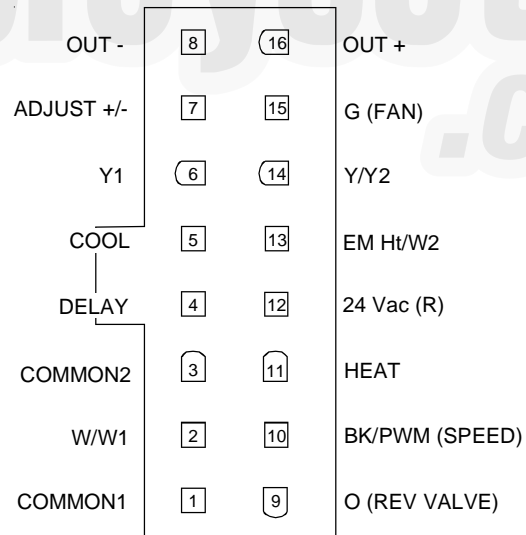 OUT - 8 16 OUT +
ADJUST +/- 7 15 G (FAN)
Y1 6 14 Y/Y2
COOL 5 13 EM Ht/W2
DELAY 4 12 24 Vac (R)
COMMON2 3 11 HEAT
W/W1 2 10 BK/PWM (SPEED)
COMMON1 1 9 O (REV VALVE)